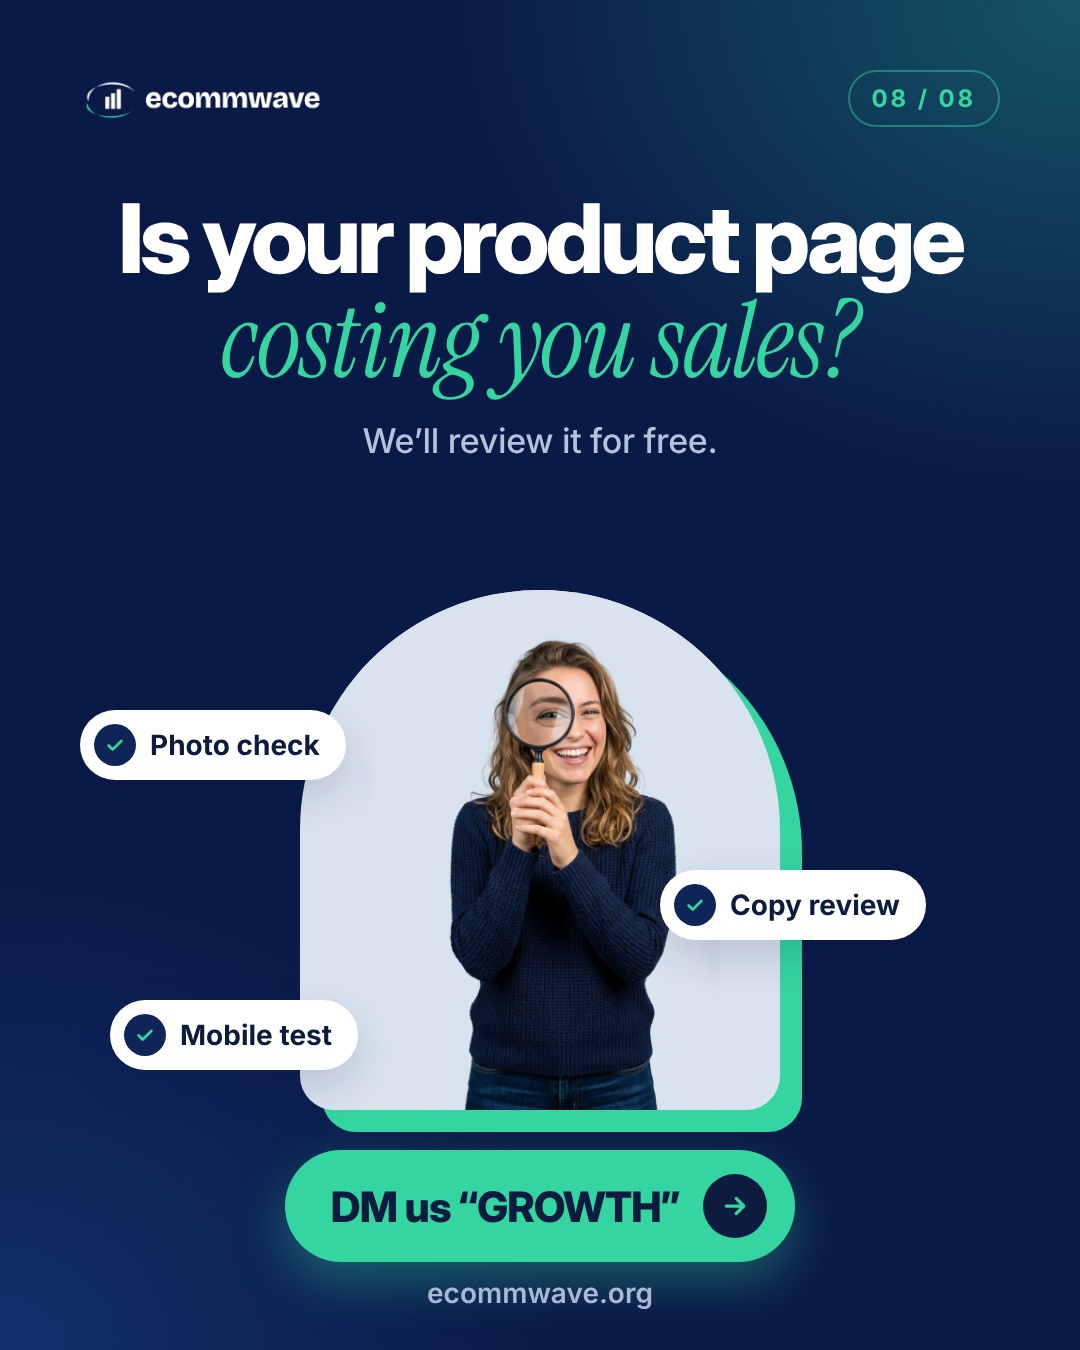 ecommwave
08 / 08
Is your product page
costing you sales?
We’ll review it for free.
Photo check
Copy review
Mobile test
DM us “GROWTH”
ecommwave.org